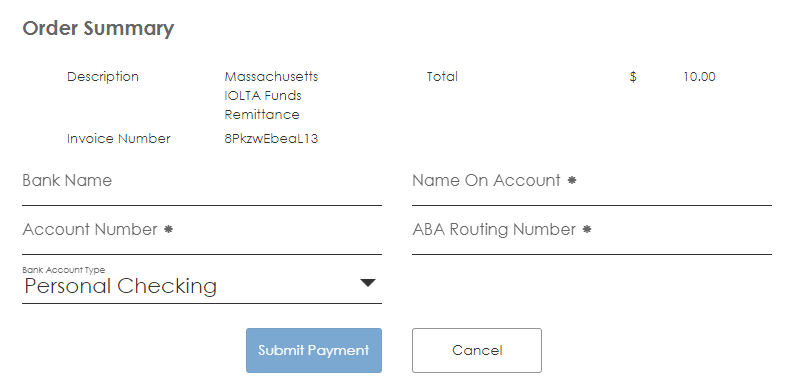 Order Summary
Description Massachusetts Total $ 10.00
IOLTA Funds
Remittance
Invoice Number 8PkzwEbeaL13
Bank Name Name On Account *
Account Number * ABA Routing Number *
Bank Account Type
Personal Checking
Submit Payment Cancel